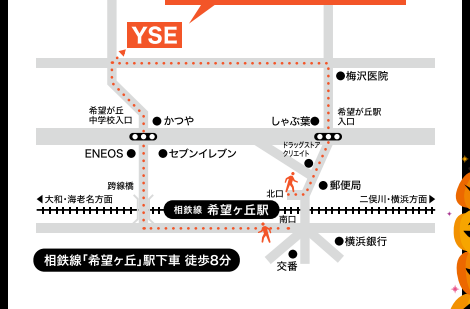 YSE
梅沢医院
希望が丘
中学校入口
かつや
しゃぶ葉
希望が丘駅
入口
ENEOS
セブンイレブン
ドラッグストア
クリエイト
跨線橋
北口
郵便局
大和・海老名方面
相鉄線 希望ヶ丘駅
二俣川・横浜方面
南口
横浜銀行
相鉄線「希望ヶ丘」駅下車 徒歩8分
交番